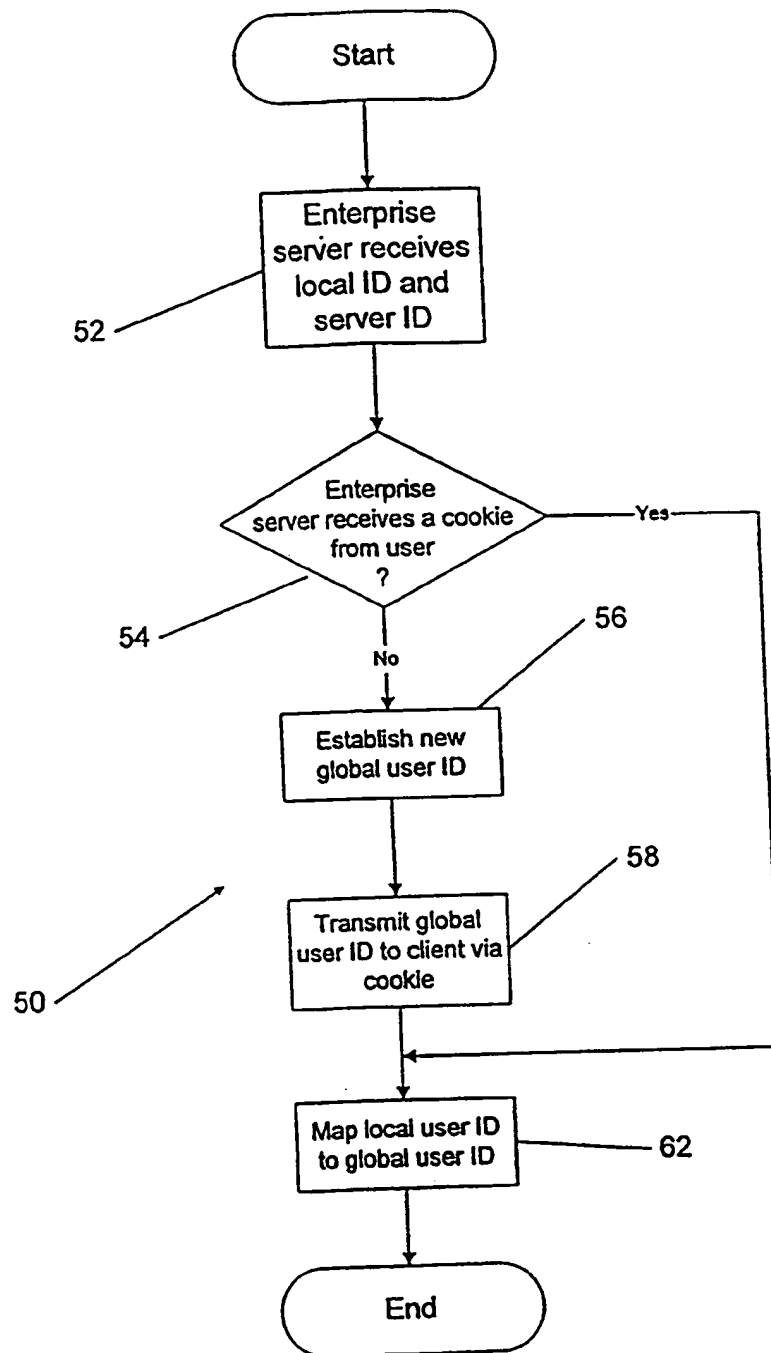 Start
Enterprise
server receives
local ID and
server ID
52
Enterprise
server receives a cookie
from user
?
Yes
54
No
56
Establish new
global user ID
58
Transmit global
user ID to client via
cookie
50
Map local user ID
to global user ID
62
End